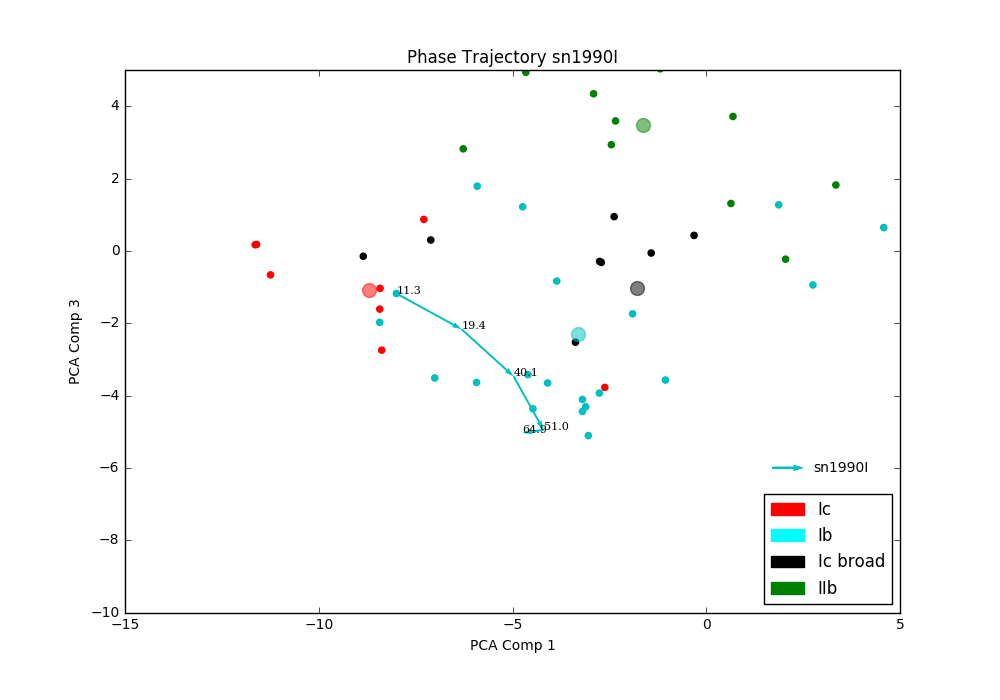 Phase Trajectory sn1990I
4
2
0
−2
−4
−6
−8
−10
PCA Comp 3
11.3
19.4
40.1
51.0
64.9
sn1990I
Ic
Ib
Ic broad
IIb
−15
−10
−5
0
5
PCA Comp 1